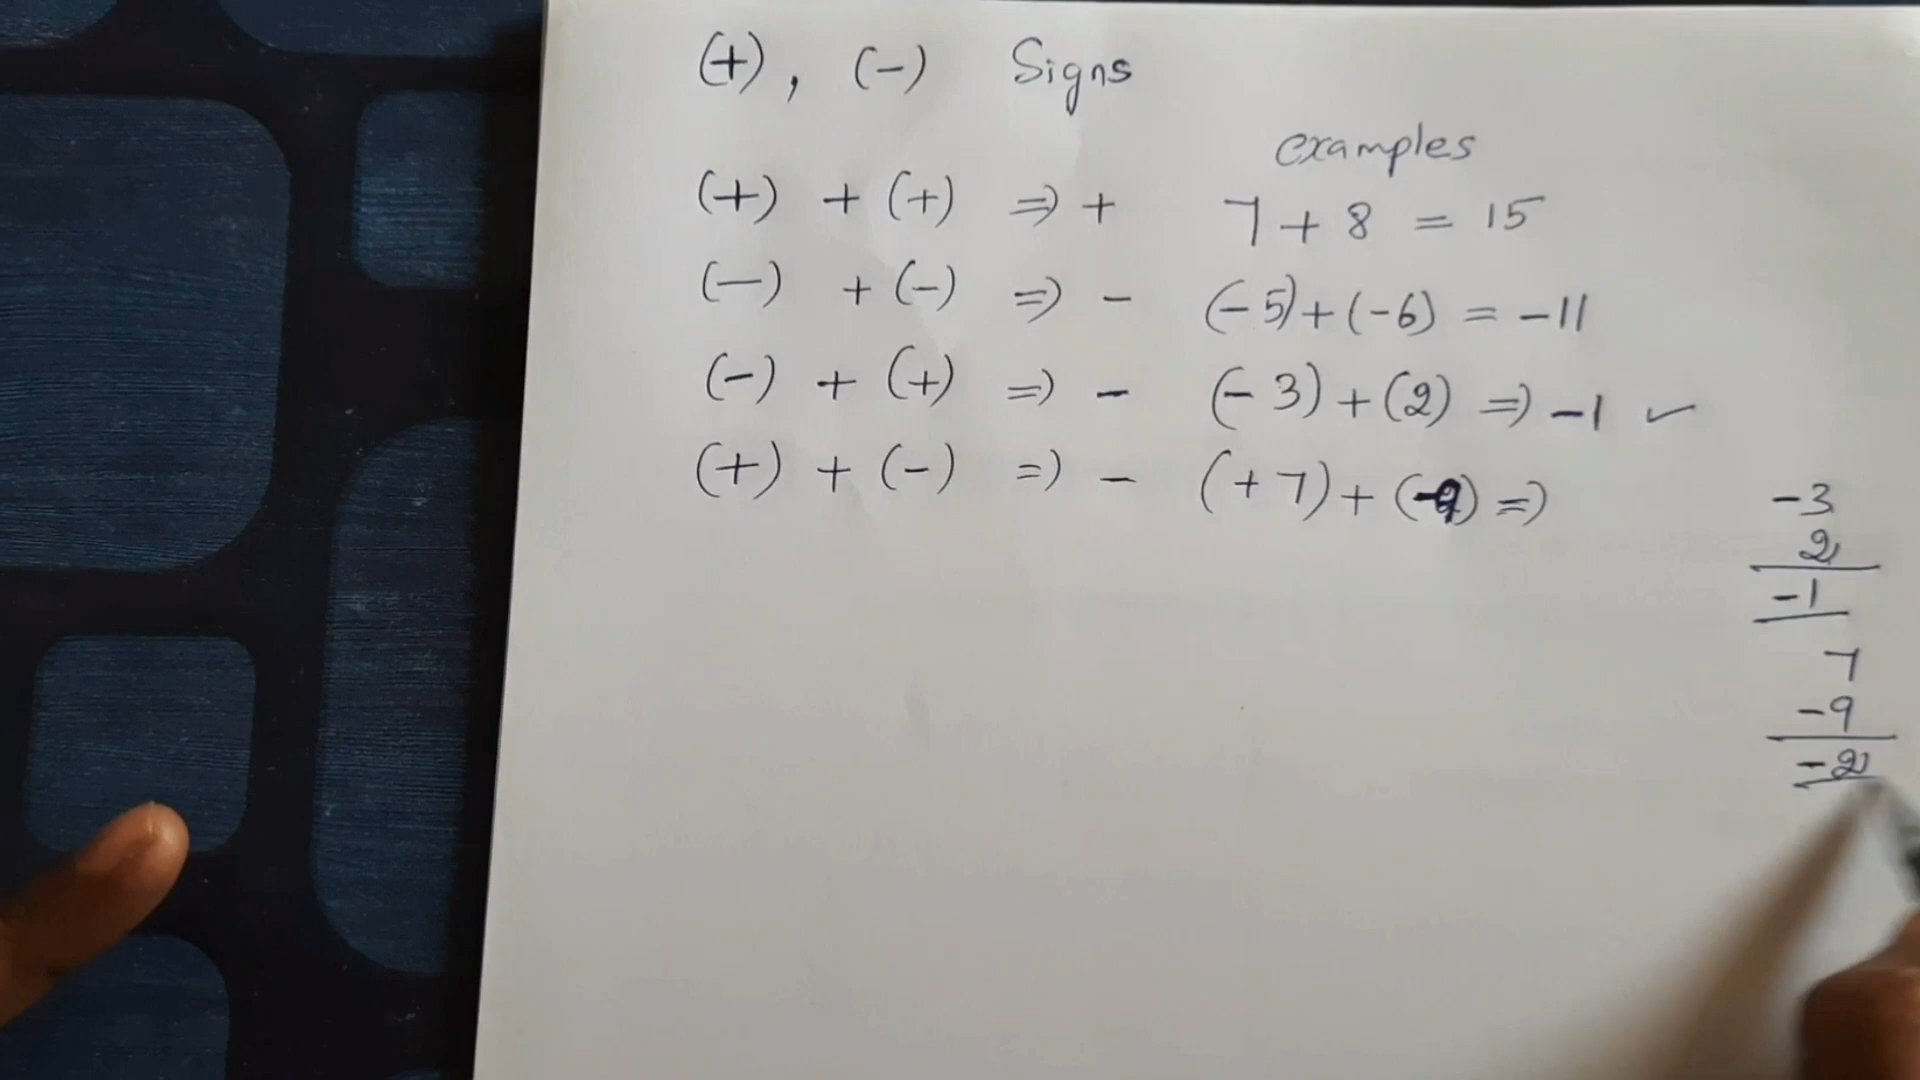 (+), (-) Signs
examples
(+) + (+) ⇒ + 7 + 8 = 15
(-) + (-) ⇒ - (-5)+(-6) = -11
(-) + (+) ⇒ - (-3)+(2) ⇒ -1 ✓
(+) + (-) ⇒ - (+7)+(-9) ⇒
-3
2
-1
7
-9
-2